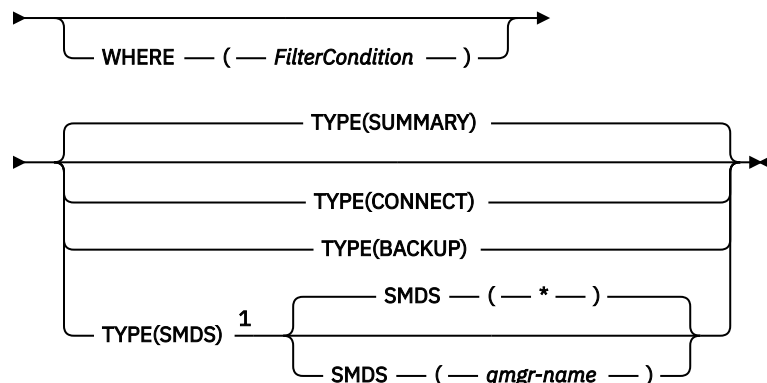 WHERE ( FilterCondition )
TYPE(SUMMARY)
TYPE(CONNECT)
TYPE(BACKUP)
SMDS ( * )
TYPE(SMDS) 1
SMDS ( qmgr-name )